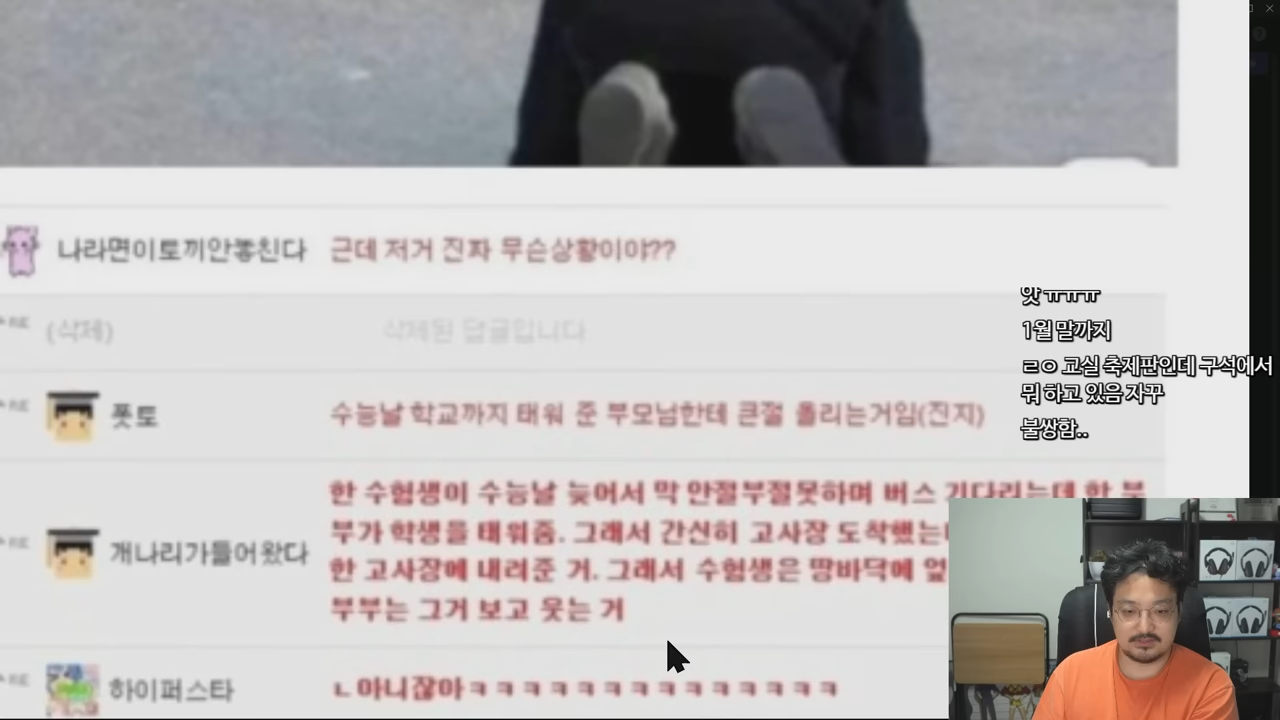 나라면이토끼안놓친다 근데 저거 진짜 무슨상황이야??
(삭제) 삭제된 답글입니다
폿토 수능날 학교까지 태워 준 부모님한테 큰절 올리는거임(진지)
한 수험생이 수능날 늦어서 막 안절부절못하며 버스 기다리는데 한 부
부가 학생을 태워줌. 그래서 간신히 고사장 도착했는데
개나리가들어왔다 한 고사장에 내려준 거. 그래서 수험생은 땅바닥에
부부는 그거 보고 웃는 거
하이퍼스타 ㄴ아니잖아ㅋㅋㅋㅋㅋㅋㅋㅋㅋㅋㅋㅋㅋㅋ
앗 ㅠㅠㅠ
1월 말까지
ㄹㅇ 교실 축제판인데 구석에서
뭐 하고 있음 자꾸
불쌍함..